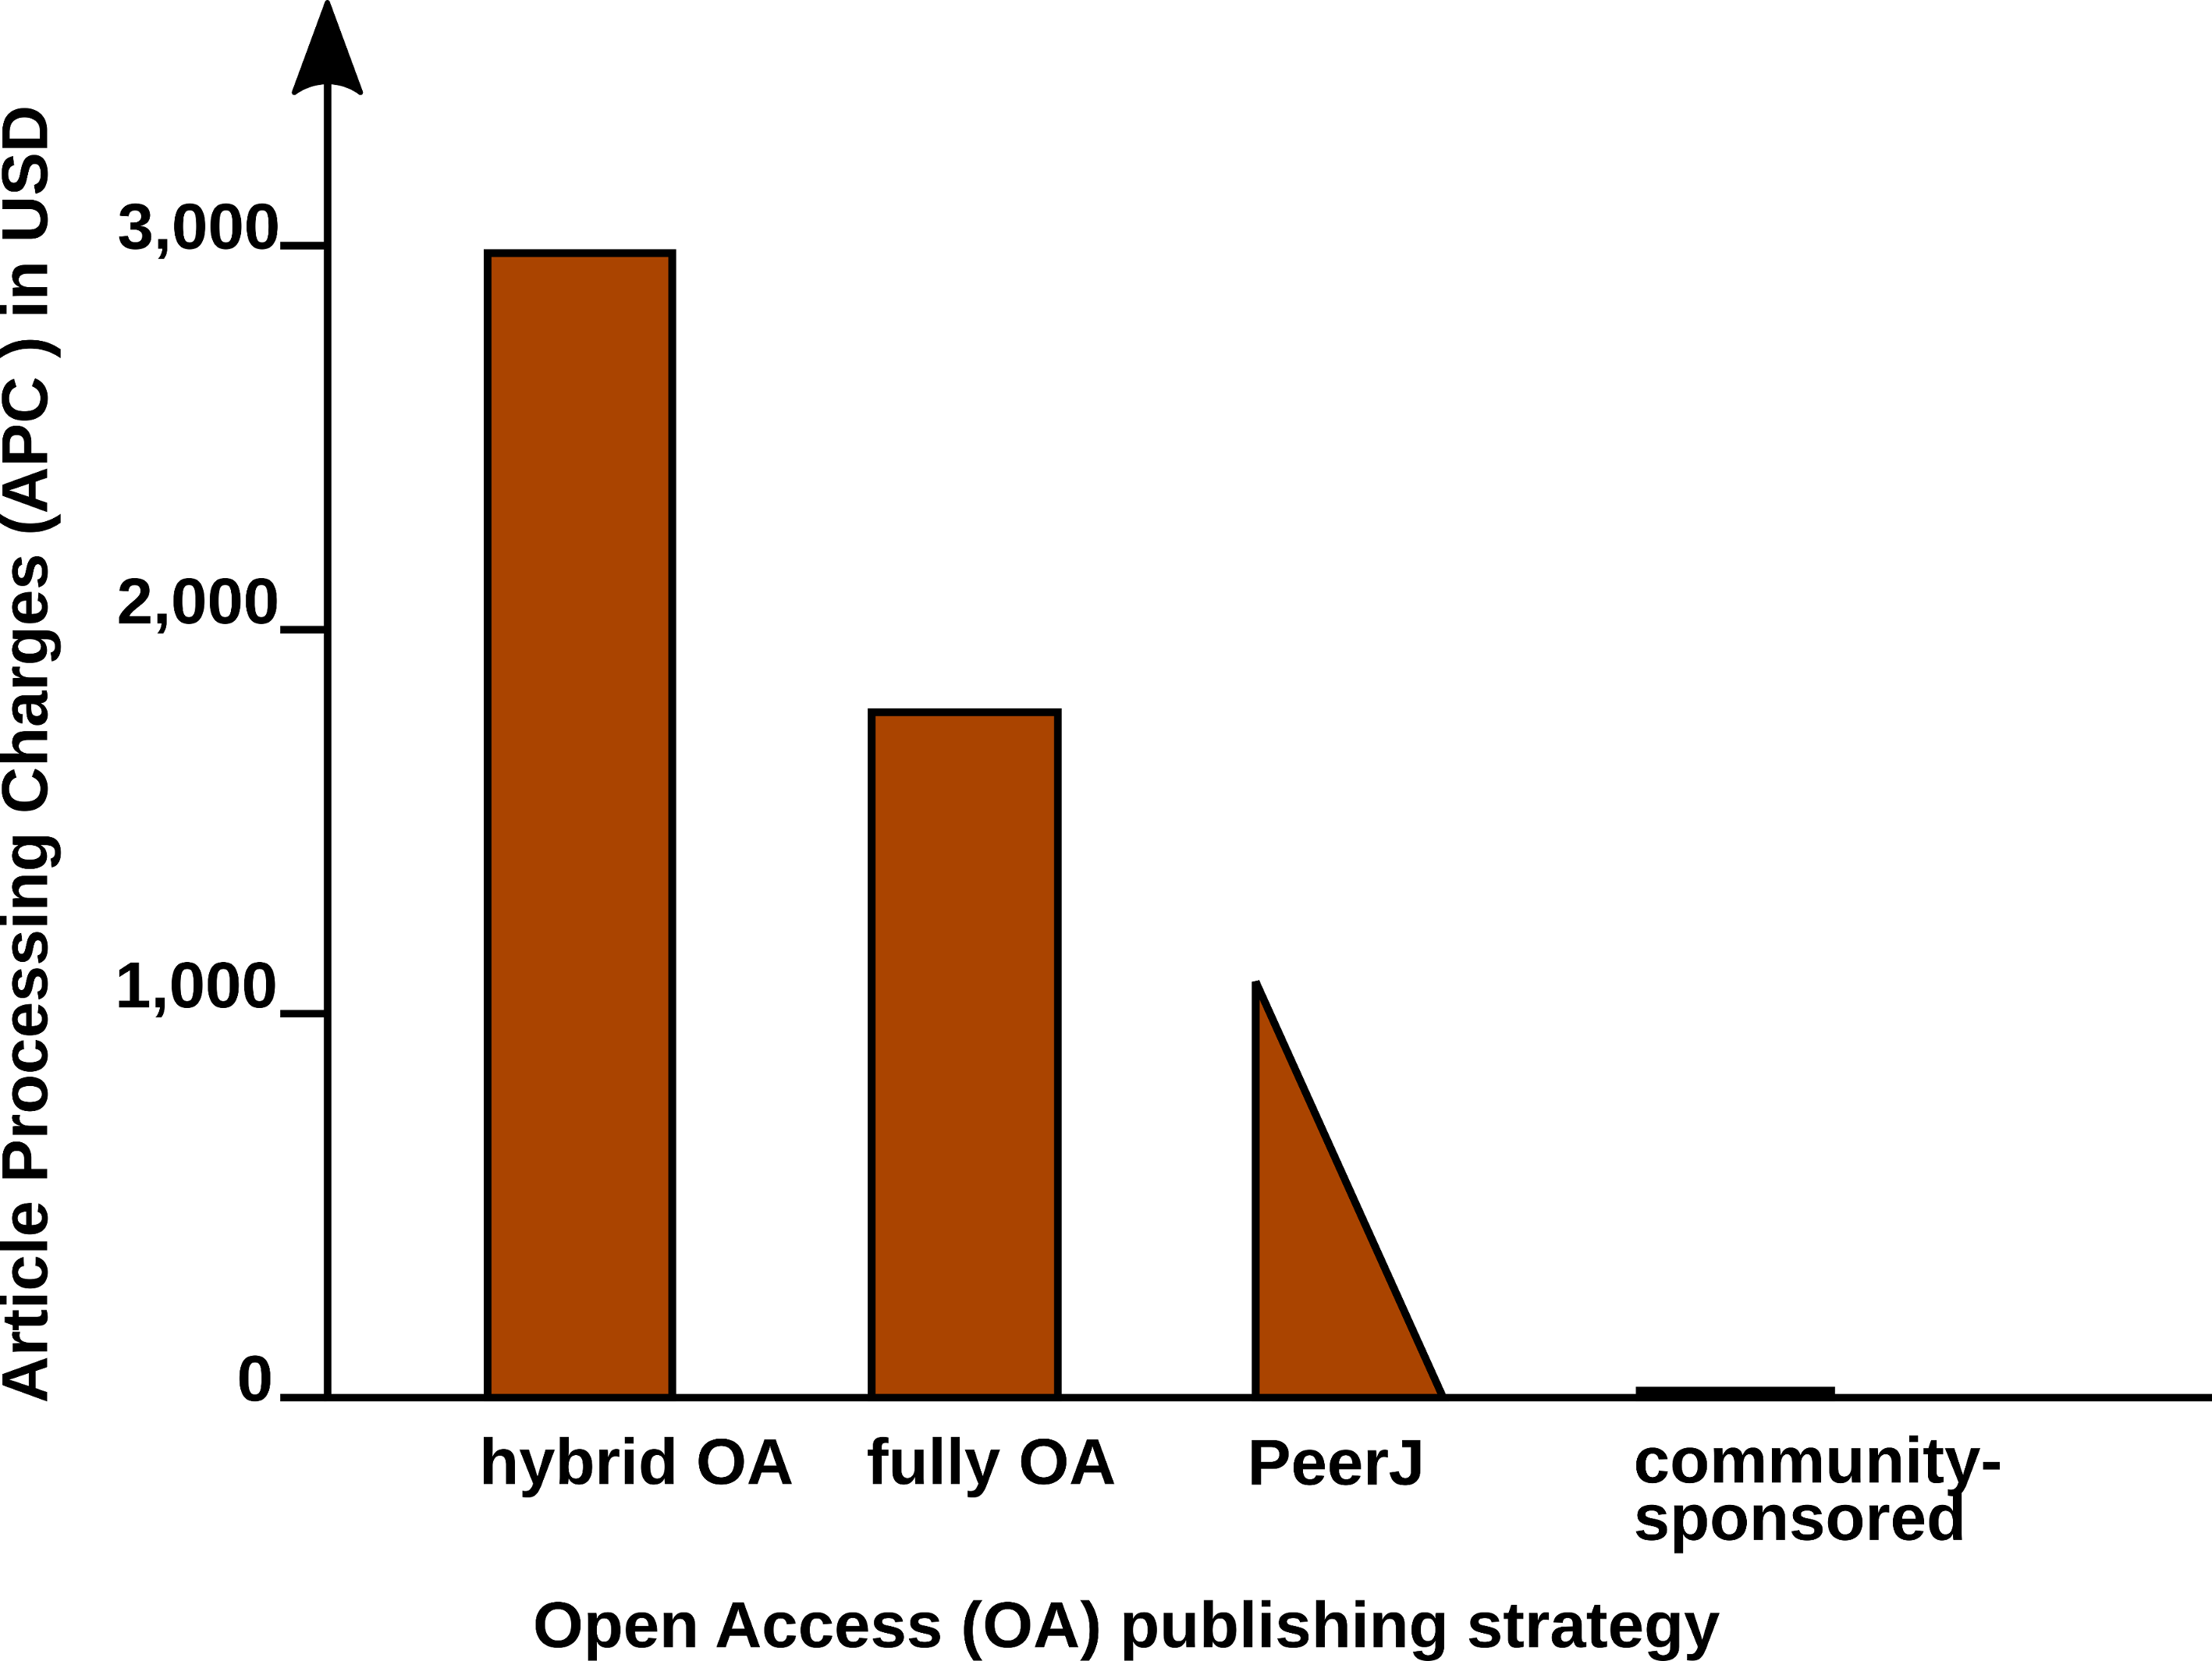 Article Processing Charges (APC ) in USD
3,000
2,000
1,000
0
hybrid OA
fully OA
PeerJ
community-
sponsored
Open Access (OA) publishing strategy